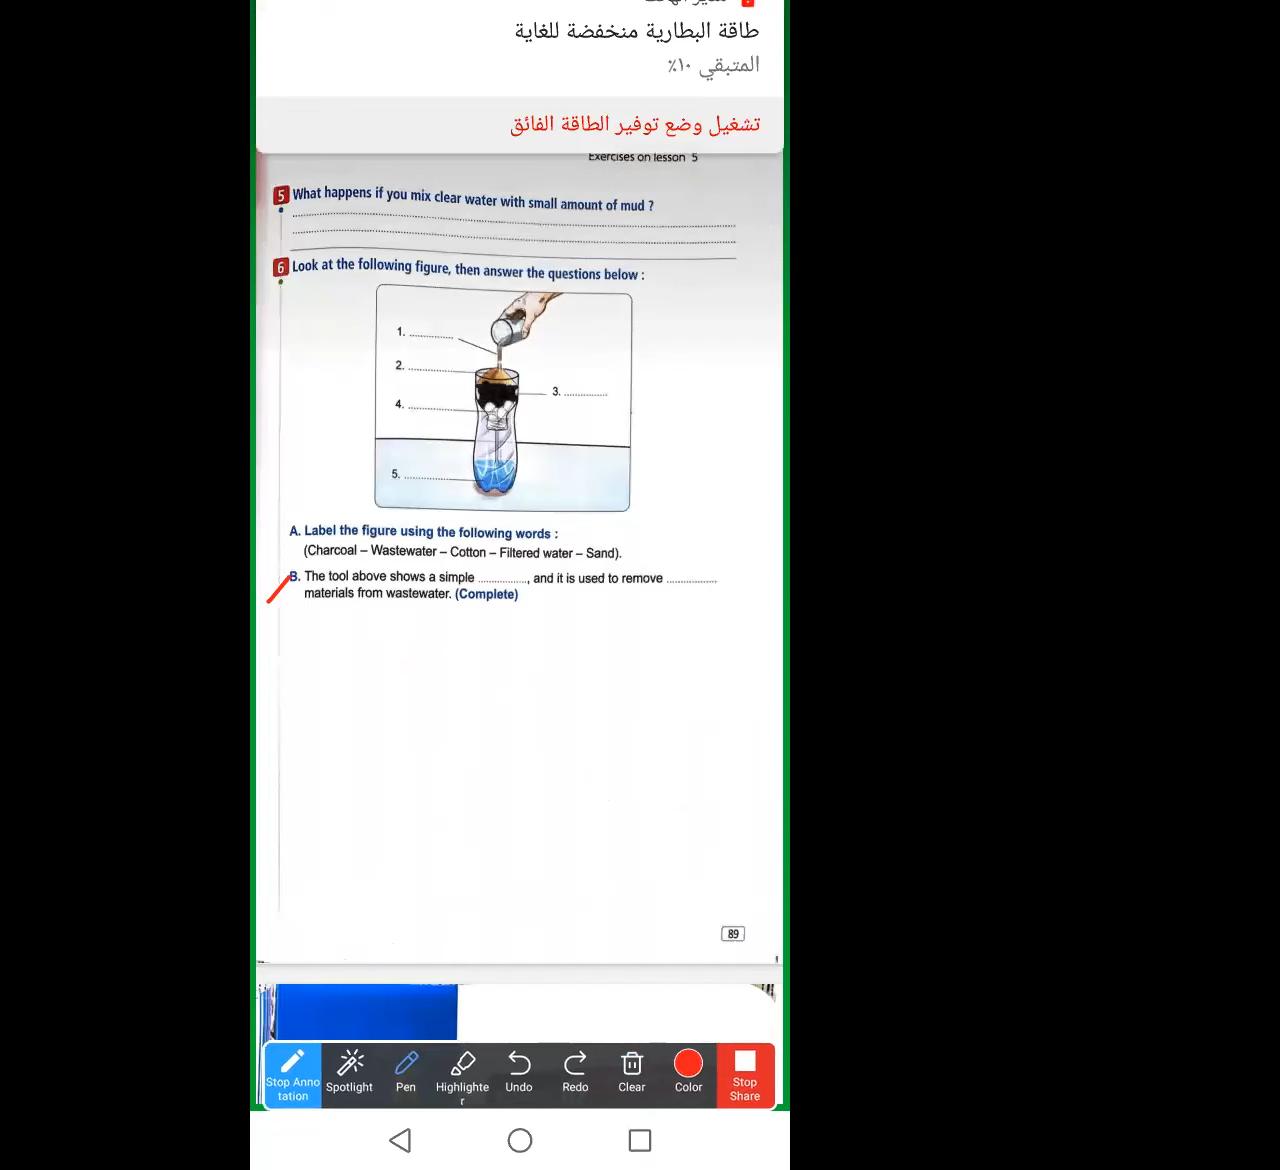 طاقة البطارية منخفضة للغاية
المتبقي ١٠٪
تشغيل وضع توفير الطاقة الفائق
Exercises on lesson 5
5 What happens if you mix clear water with small amount of mud ?
6 Look at the following figure, then answer the questions below :
1. ............
2. ............
3. ............
4. ............
5. ............
A. Label the figure using the following words :
(Charcoal – Wastewater – Cotton – Filtered water – Sand).
B. The tool above shows a simple ..............., and it is used to remove ...............
materials from wastewater. (Complete)
89
Stop Anno
tation
Spotlight
Pen
Highlighte
r
Undo
Redo
Clear
Color
Stop
Share